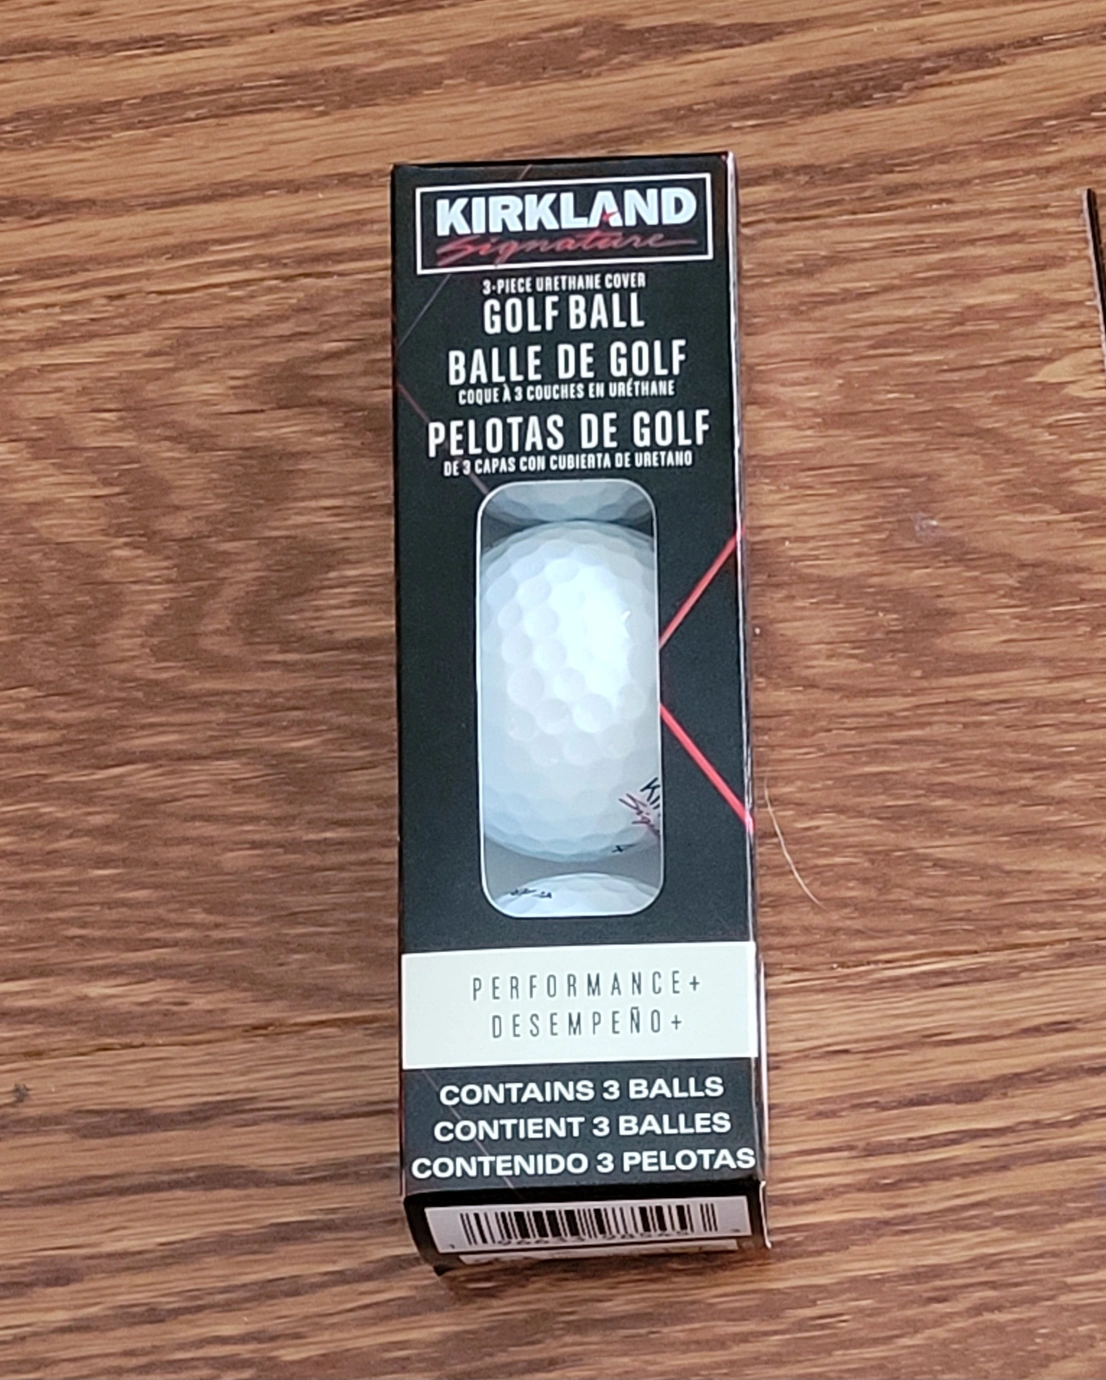 KIRKLAND
Signature
3-PIECE URETHANE COVER
GOLF BALL
BALLE DE GOLF
COQUE À 3 COUCHES EN URÉTHANE
PELOTAS DE GOLF
DE 3 CAPAS CON CUBIERTA DE URETANO
PERFORMANCE+
DESEMPEÑO+
CONTAINS 3 BALLS
CONTIENT 3 BALLES
CONTENIDO 3 PELOTAS